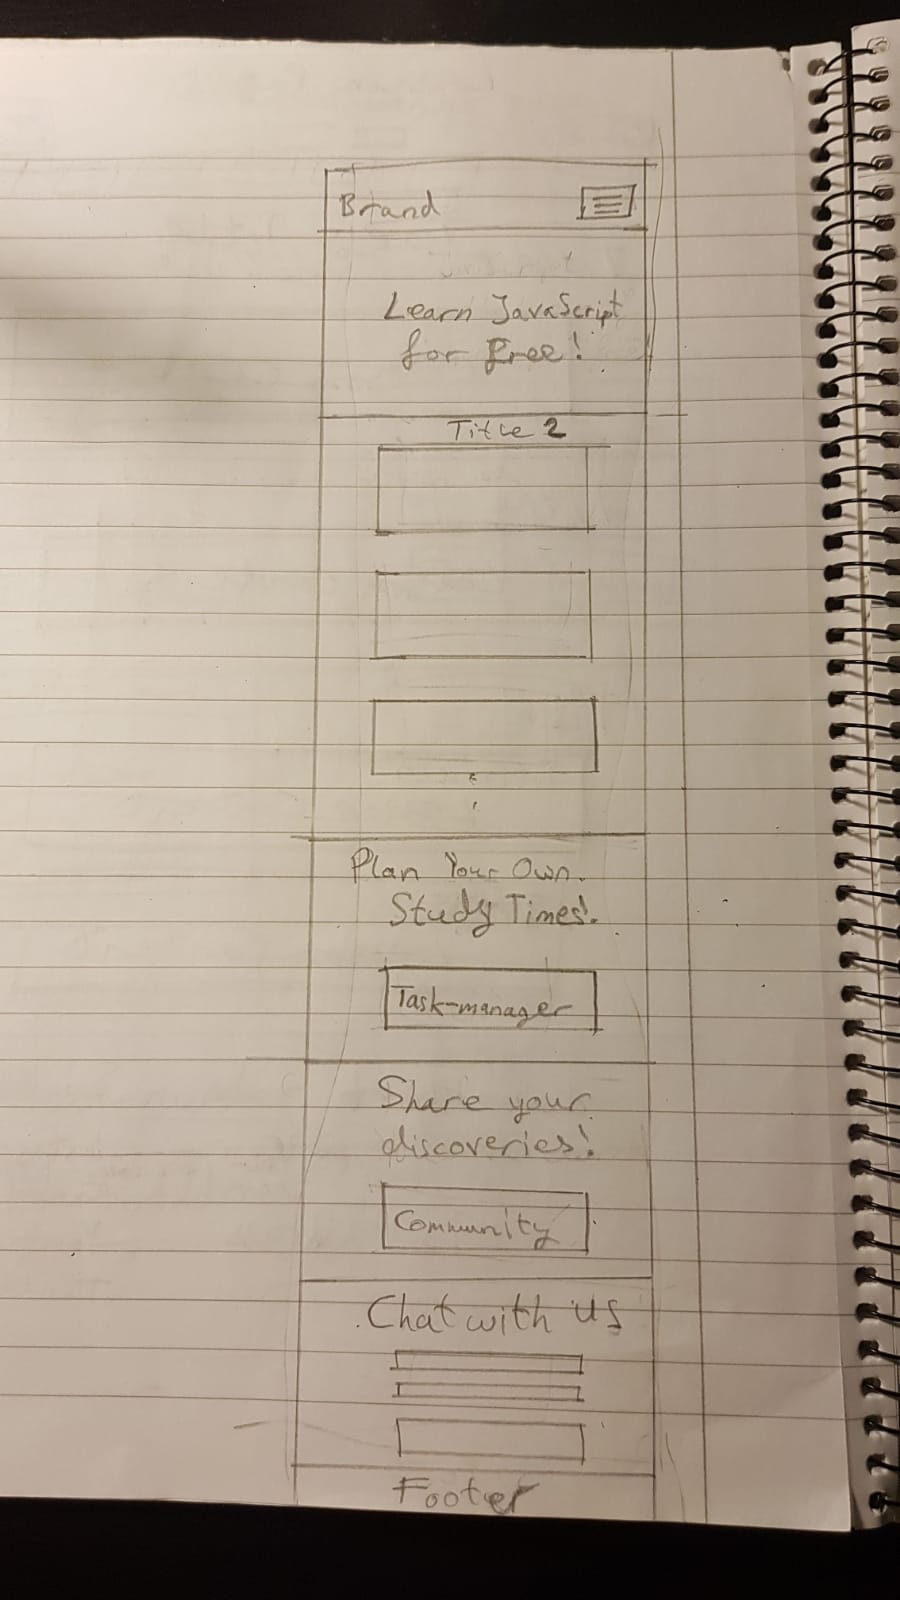 Brand
Learn JavaScript
for Free!
Title 2
Plan Your Own
Study Times!
Task-manager
Share your
discoveries!
Community
Chat with us
Footer